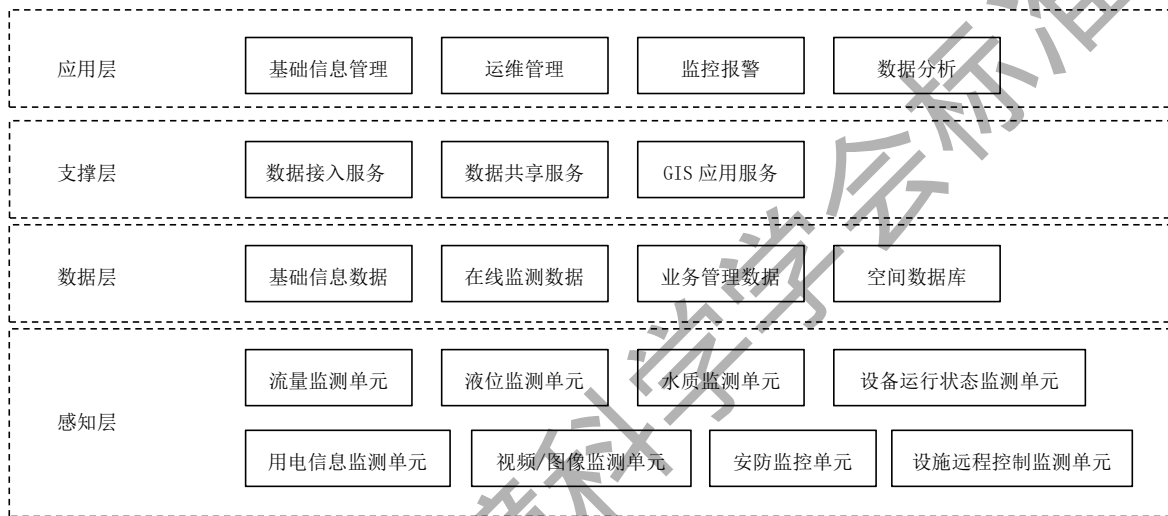 应用层 基础信息管理 运维管理 监控报警 数据分析
支撑层 数据接入服务 数据共享服务 GIS 应用服务
数据层 基础信息数据 在线监测数据 业务管理数据 空间数据库
流量监测单元 液位监测单元 水质监测单元 设备运行状态监测单元
感知层
用电信息监测单元 视频/图像监测单元 安防监控单元 设施远程控制监测单元
科学学会标准